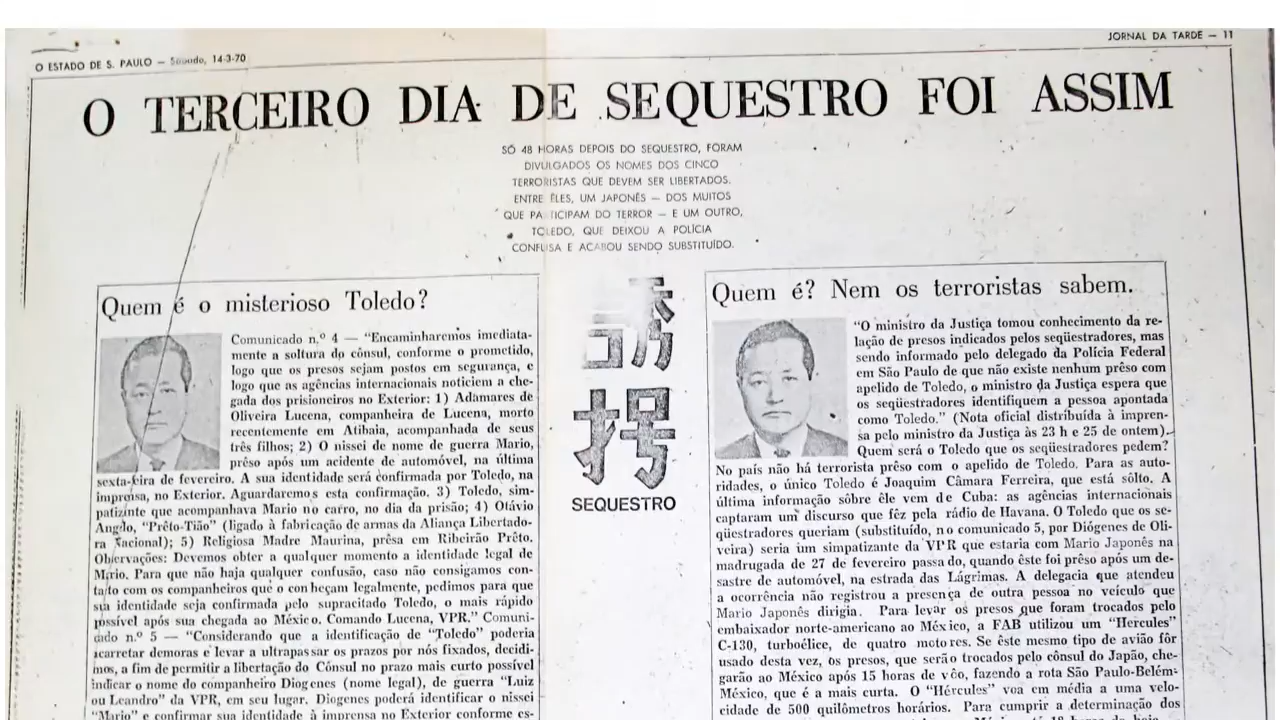 O ESTADO DE S. PAULO — Sábado, 14-3-70
JORNAL DA TARDE — 11
O TERCEIRO DIA DE SEQUESTRO FOI ASSIM
SÓ 48 HORAS DEPOIS DO SEQUESTRO, FORAM
DIVULGADOS OS NOMES DOS CINCO
TERRORISTAS QUE DEVEM SER LIBERTADOS.
ENTRE ÊLES, UM JAPONÊS — DOS MUITOS
QUE PARTICIPAM DO TERROR — E UM OUTRO,
TOLEDO, QUE DEIXOU A POLÍCIA
CONFUSA E ACABOU SENDO SUBSTITUÍDO.
Quem é o misterioso Toledo?
Comunicado n.º 4 — "Encaminharemos imediata-
mente a soltura do cônsul, conforme o prometido,
logo que os presos sejam postos em segurança, e
logo que as agências internacionais noticiem a che-
gada dos prisioneiros no Exterior: 1) Adamares de
Oliveira Lucena, companheira de Lucena, morto
recentemente em Atibaia, acompanhada de seus
três filhos; 2) O nissei de nome de guerra Mario,
prêso após um acidente de automóvel, na última
sexta-feira de fevereiro. A sua identidade será confirmada por Toledo, na
imprensa, no Exterior. Aguardaremos esta confirmação. 3) Toledo, sim-
patizante que acompanhava Mario no carro, no dia da prisão; 4) Otávio
Angelo, "Prêto-Tião" (ligado à fabricação de armas da Aliança Libertado-
ra Nacional); 5) Religiosa Madre Maurina, prêsa em Ribeirão Prêto.
Observações: Devemos obter a qualquer momento a identidade legal de
Mario. Para que não haja qualquer confusão, caso não consigamos con-
tato com os companheiros que o conheçam legalmente, pedimos para que
sua identidade seja confirmada pelo supracitado Toledo, o mais rápido
possível após sua chegada ao México. Comando Lucena, VPR." Comuni-
cado n.º 5 — "Considerando que a identificação de "Toledo" poderia
acarretar demoras e levar a ultrapassar os prazos por nós fixados, decidi-
mos, a fim de permitir a libertação do Cônsul no prazo mais curto possível
indicar o nome do companheiro Diogenes (nome legal), de guerra "Luiz
ou Leandro" da VPR, em seu lugar. Diogenes poderá identificar o nissei
"Mario" e confirmar sua identidade à imprensa no Exterior conforme es-
誘
拐
SEQUESTRO
Quem é? Nem os terroristas sabem.
"O ministro da Justiça tomou conhecimento da re-
lação de presos indicados pelos seqüestradores, mas
sendo informado pelo delegado da Polícia Federal
em São Paulo de que não existe nenhum prêso com
apelido de Toledo, o ministro da Justiça espera que
os seqüestradores identifiquem a pessoa apontada
como Toledo." (Nota oficial distribuída à impren-
sa pelo ministro da Justiça às 23 h e 25 de ontem).
Quem será o Toledo que os seqüestradores pedem?
No país não há terrorista prêso com o apelido de Toledo. Para as auto-
ridades, o único Toledo é Joaquim Câmara Ferreira, que está sôlto. A
última informação sôbre êle vem de Cuba: as agências internacionais
captaram um discurso que fêz pela rádio de Havana. O Toledo que os se-
qüestradores queriam (substituído, no comunicado 5, por Diógenes de Oli-
veira) seria um simpatizante da VPR que estaria com Mario Japonês na
madrugada de 27 de fevereiro passado, quando êste foi prêso após um de-
sastre de automóvel, na estrada das Lágrimas. A delegacia que atendeu
a ocorrência não registrou a presença de outra pessoa no veículo que
Mario Japonês dirigia. Para levar os presos que foram trocados pelo
embaixador norte-americano ao México, a FAB utilizou um "Hércules"
C-130, turboélice, de quatro motores. Se êste mesmo tipo de avião fôr
usado desta vez, os presos, que serão trocados pelo cônsul do Japão, che-
garão ao México após 15 horas de vôo, fazendo a rota São Paulo-Belém-
México, que é a mais curta. O "Hércules" voa em média a uma velo-
cidade de 500 quilômetros horários. Para cumprir a determinação dos